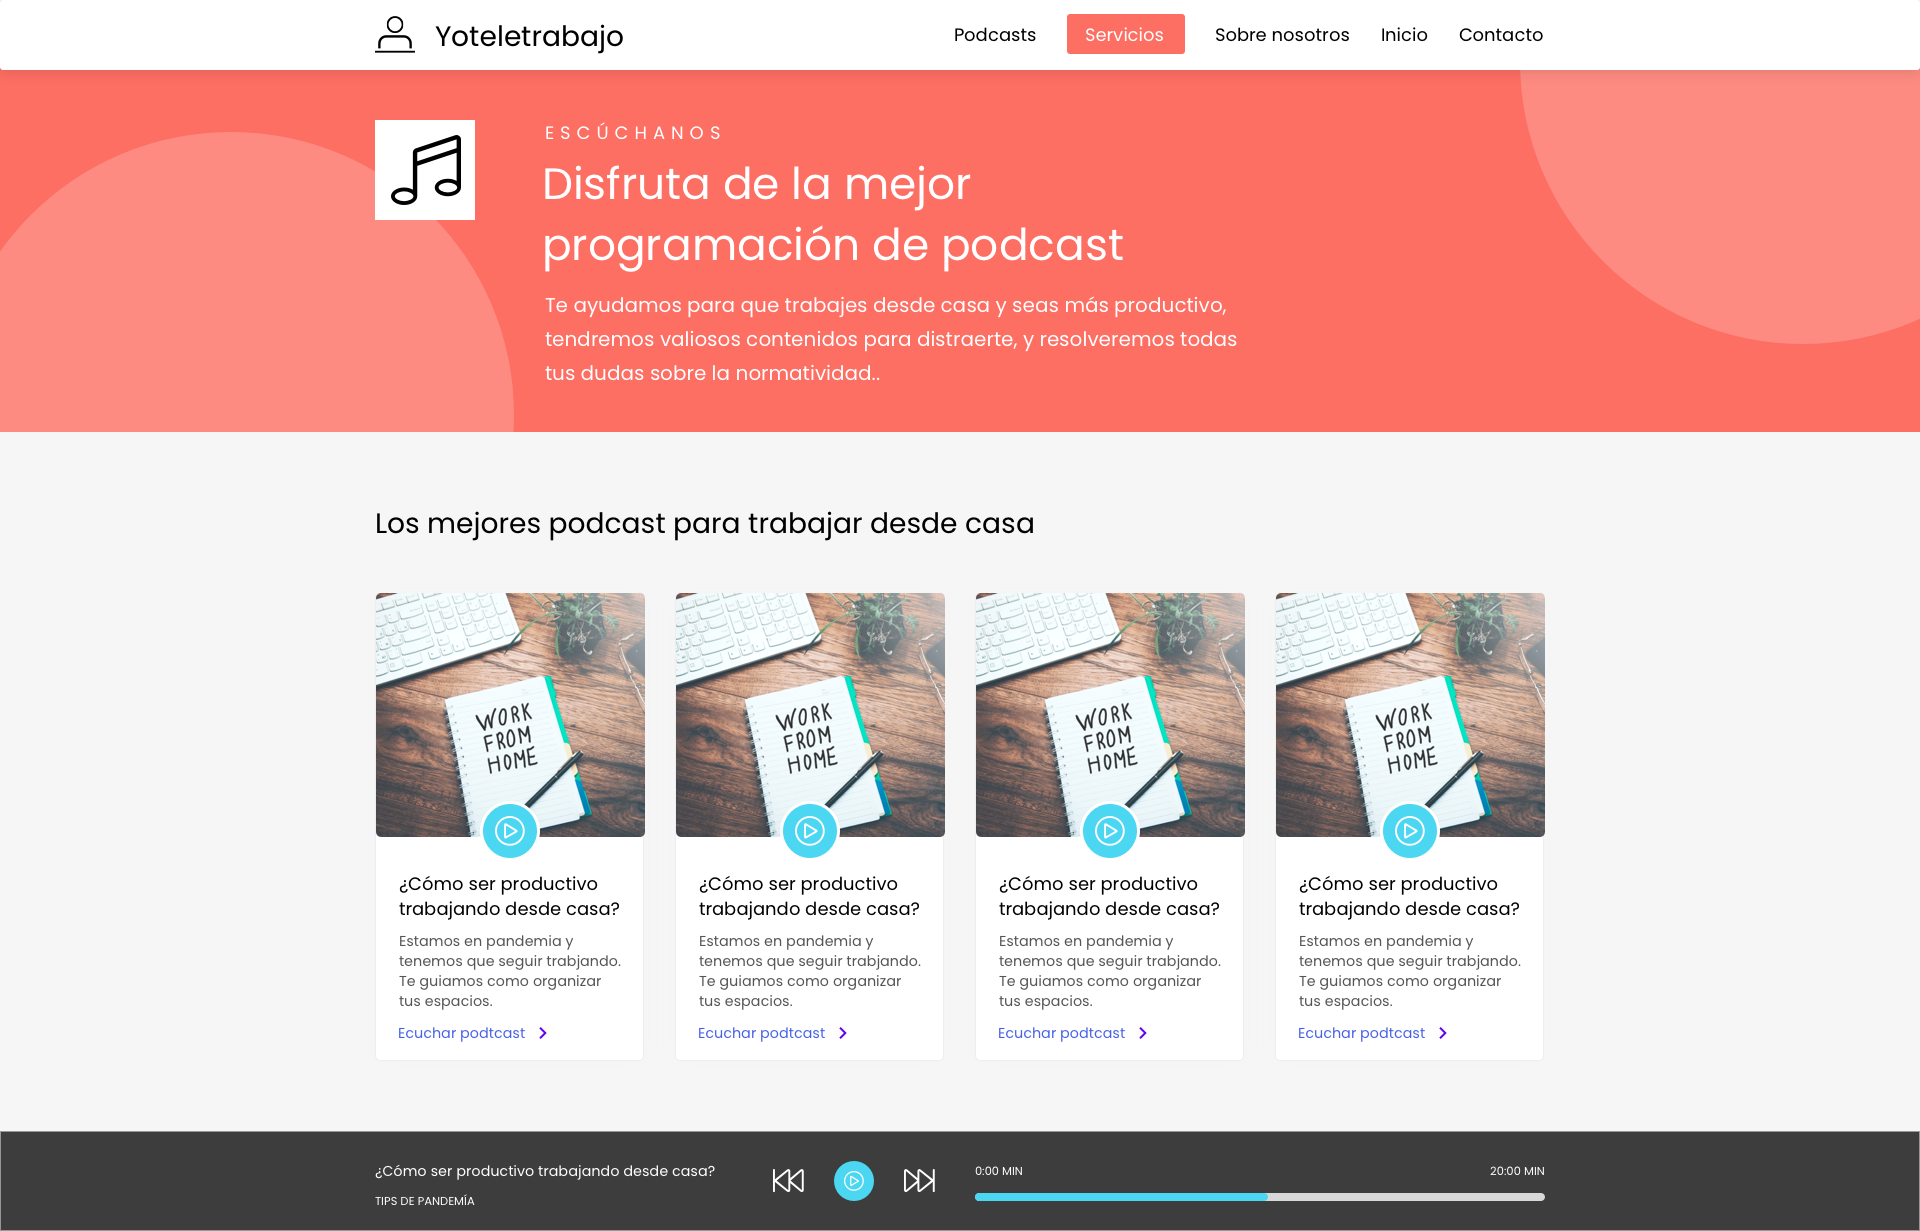 Yoteletrabajo
Podcasts
Servicios
Sobre nosotros
Inicio
Contacto
ESCÚCHANOS
Disfruta de la mejor
programación de podcast
Te ayudamos para que trabajes desde casa y seas más productivo,
tendremos valiosos contenidos para distraerte, y resolveremos todas
tus dudas sobre la normatividad..
Los mejores podcast para trabajar desde casa
WORK
FROM
HOME
¿Cómo ser productivo
trabajando desde casa?
Estamos en pandemia y
tenemos que seguir trabjando.
Te guiamos como organizar
tus espacios.
Ecuchar podtcast
WORK
FROM
HOME
¿Cómo ser productivo
trabajando desde casa?
Estamos en pandemia y
tenemos que seguir trabjando.
Te guiamos como organizar
tus espacios.
Ecuchar podtcast
WORK
FROM
HOME
¿Cómo ser productivo
trabajando desde casa?
Estamos en pandemia y
tenemos que seguir trabjando.
Te guiamos como organizar
tus espacios.
Ecuchar podtcast
WORK
FROM
HOME
¿Cómo ser productivo
trabajando desde casa?
Estamos en pandemia y
tenemos que seguir trabjando.
Te guiamos como organizar
tus espacios.
Ecuchar podtcast
¿Cómo ser productivo trabajando desde casa?
TIPS DE PANDEMÍA
0:00 MIN
20:00 MIN